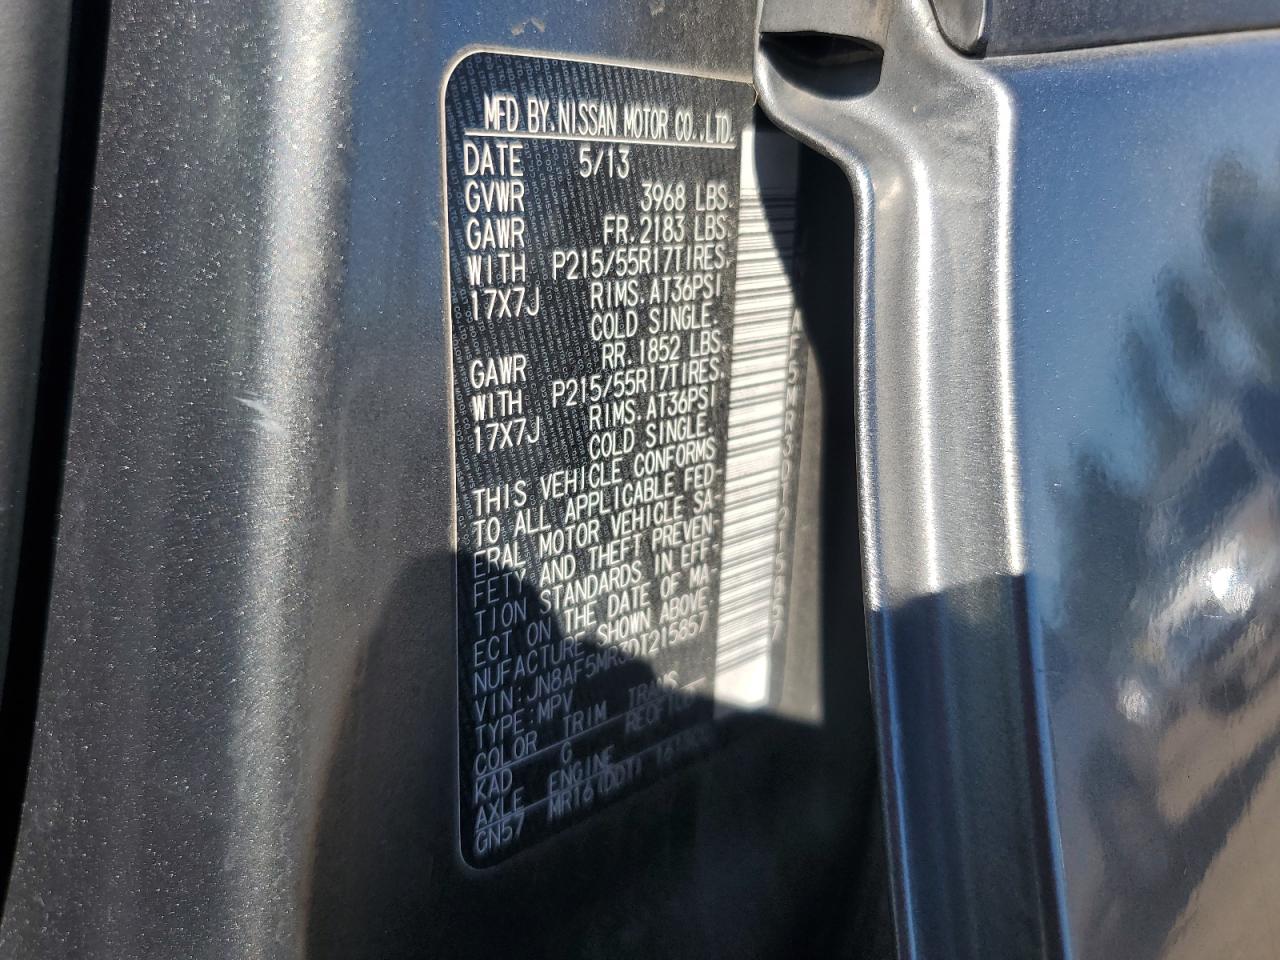 MFD BY.NISSAN MOTOR CO.,LTD.
DATE 5/13
GVWR 3968 LBS.
GAWR FR.2183 LBS.
WITH P215/55R17TIRES.
17X7J RIMS.AT36PSI
COLD SINGLE.
GAWR RR.1852 LBS.
WITH P215/55R17TIRES.
17X7J RIMS.AT36PSI
COLD SINGLE.
THIS VEHICLE CONFORMS
TO ALL APPLICABLE FED-
ERAL MOTOR VEHICLE SA-
FETY AND THEFT PREVEN-
TION STANDARDS IN EFF-
ECT ON THE DATE OF MA-
NUFACTURE SHOWN ABOVE
VIN:JN8AF5MR3DT215857
TYPE:MPV
COLOR TRIM TRANS
KAD G
AXLE ENGINE
GN57 MR16(DDT)